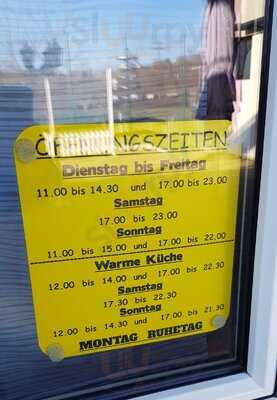 ÖFFNUNGSZEITEN
Dienstag bis Freitag
11.00 bis 14.30 und 17.00 bis 23.00
Samstag
17.00 bis 23.00
Sonntag
11.00 bis 15.00 und 17.00 bis 22.00
Warme Küche
12.00 bis 14.00 und 17.00 bis 22.30
Samstag
17.30 bis 22.30
Sonntag
12.00 bis 14.30 und 17.00 bis 21.30
MONTAG RUHETAG